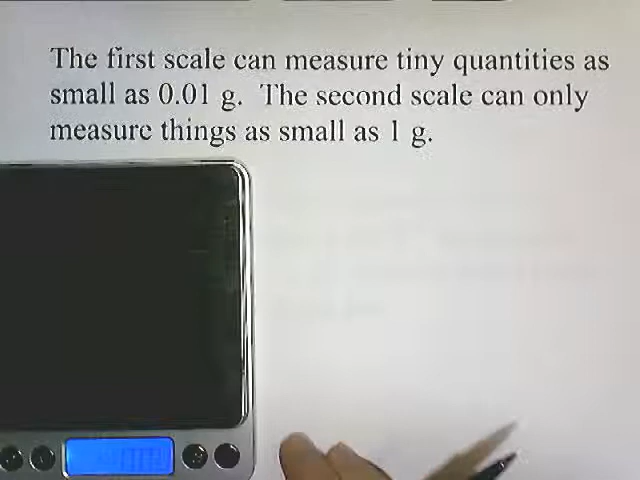 The first scale can measure tiny quantities as
small as 0.01 g. The second scale can only
measure things as small as 1 g.